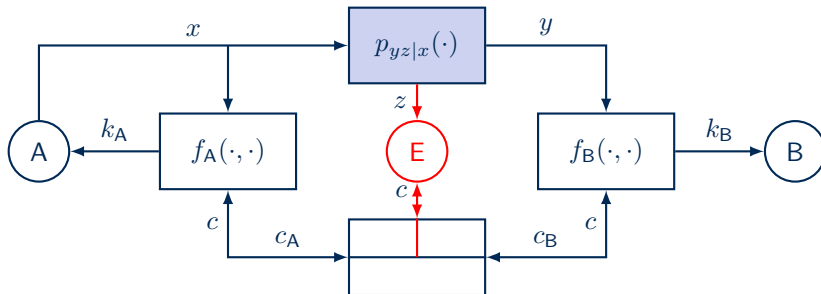 x
p_{yz|x}(·)
y
z
A
k_A
f_A(·, ·)
E
f_B(·, ·)
k_B
B
c
c
c
c_A
c_B